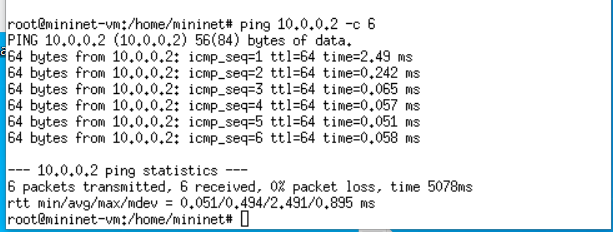 root@mininet-vm:/home/mininet# ping 10.0.0.2 -c 6
PING 10.0.0.2 (10.0.0.2) 56(84) bytes of data.
64 bytes from 10.0.0.2: icmp_seq=1 ttl=64 time=2.49 ms
64 bytes from 10.0.0.2: icmp_seq=2 ttl=64 time=0.242 ms
64 bytes from 10.0.0.2: icmp_seq=3 ttl=64 time=0.065 ms
64 bytes from 10.0.0.2: icmp_seq=4 ttl=64 time=0.057 ms
64 bytes from 10.0.0.2: icmp_seq=5 ttl=64 time=0.051 ms
64 bytes from 10.0.0.2: icmp_seq=6 ttl=64 time=0.058 ms
--- 10.0.0.2 ping statistics ---
6 packets transmitted, 6 received, 0% packet loss, time 5078ms
rtt min/avg/max/mdev = 0.051/0.494/2.491/0.895 ms
root@mininet-vm:/home/mininet#